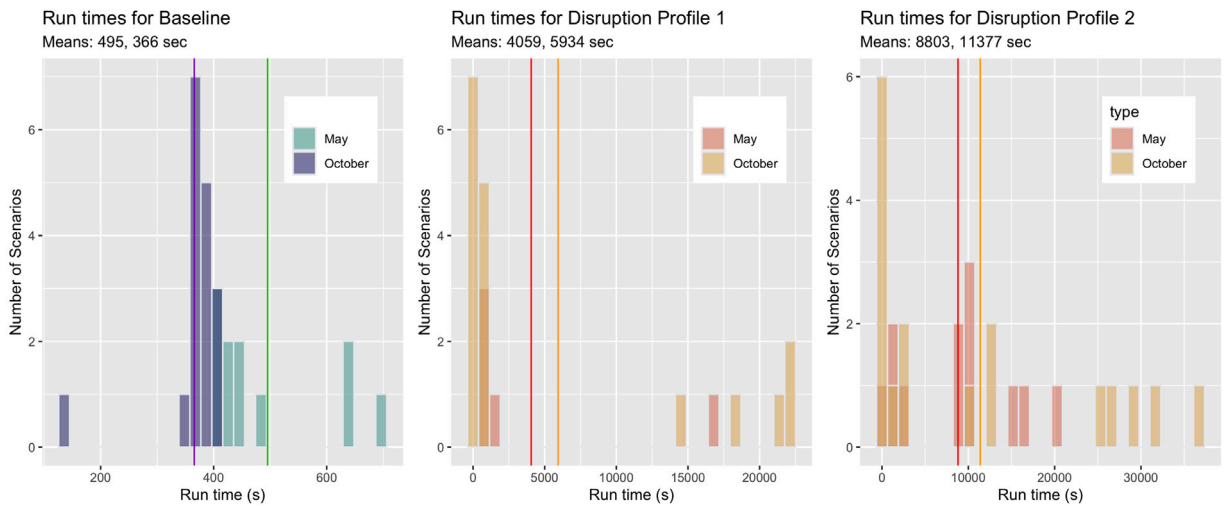 Run times for Baseline
Means: 495, 366 sec
Number of Scenarios
6
4
2
0
200
400
600
Run time (s)
May
October
Run times for Disruption Profile 1
Means: 4059, 5934 sec
Number of Scenarios
6
4
2
0
0
5000
10000
15000
20000
Run time (s)
May
October
Run times for Disruption Profile 2
Means: 8803, 11377 sec
Number of Scenarios
6
4
2
0
0
10000
20000
30000
Run time (s)
type
May
October